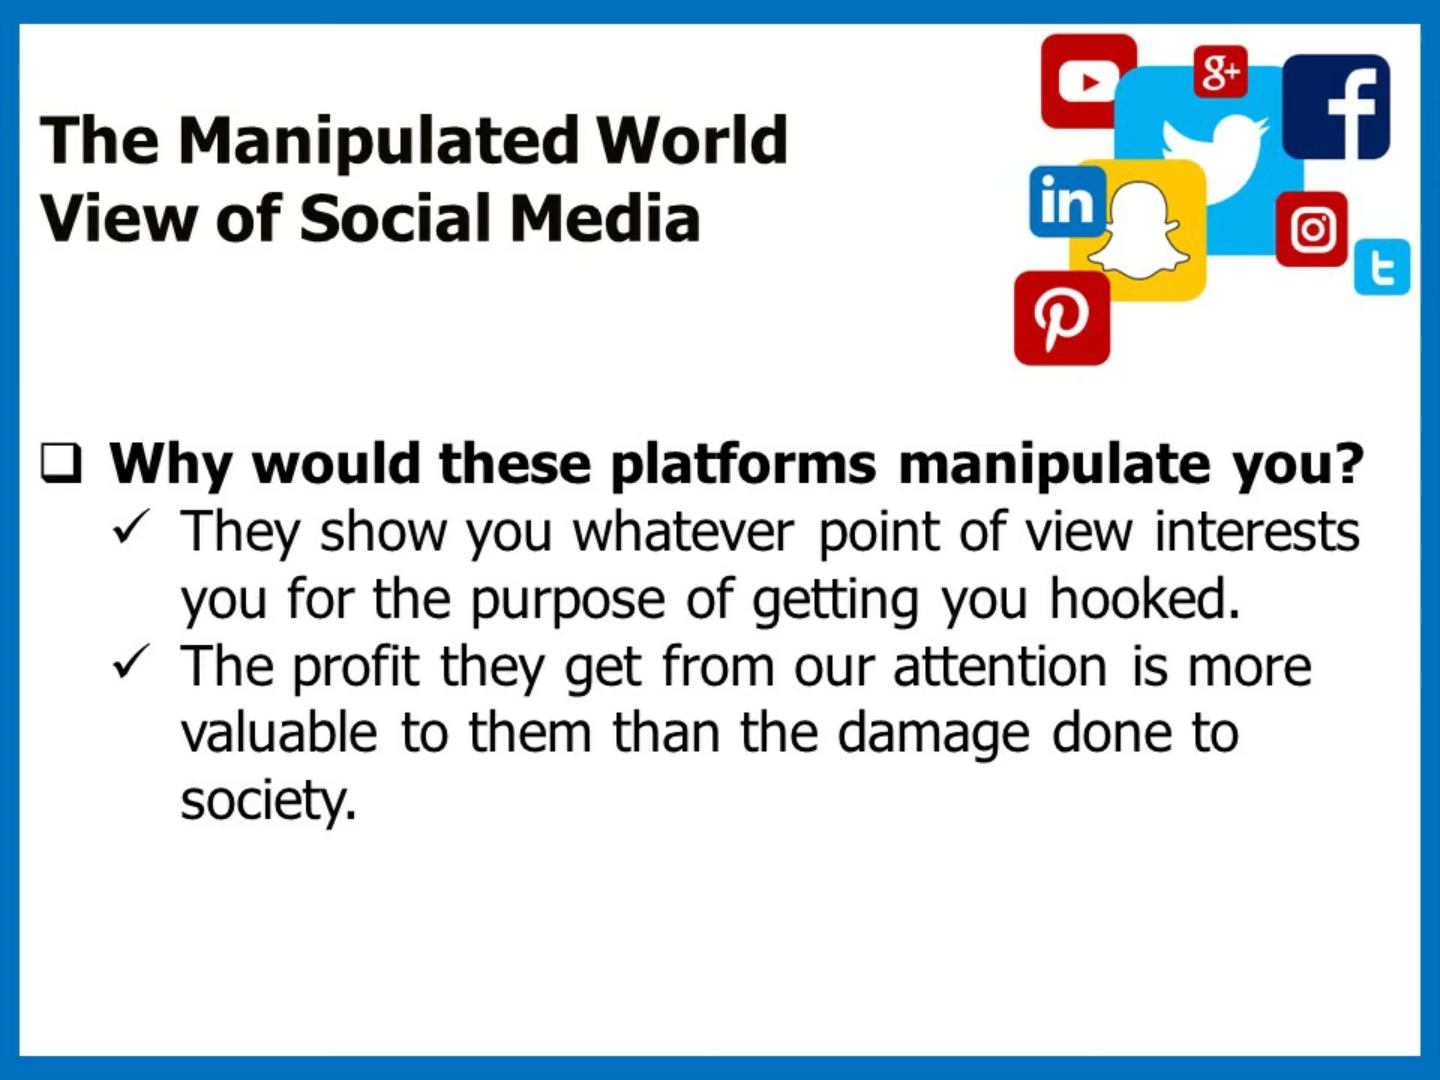 The Manipulated World
View of Social Media
g+
f
in
t
❑ Why would these platforms manipulate you?
✓ They show you whatever point of view interests
you for the purpose of getting you hooked.
✓ The profit they get from our attention is more
valuable to them than the damage done to
society.